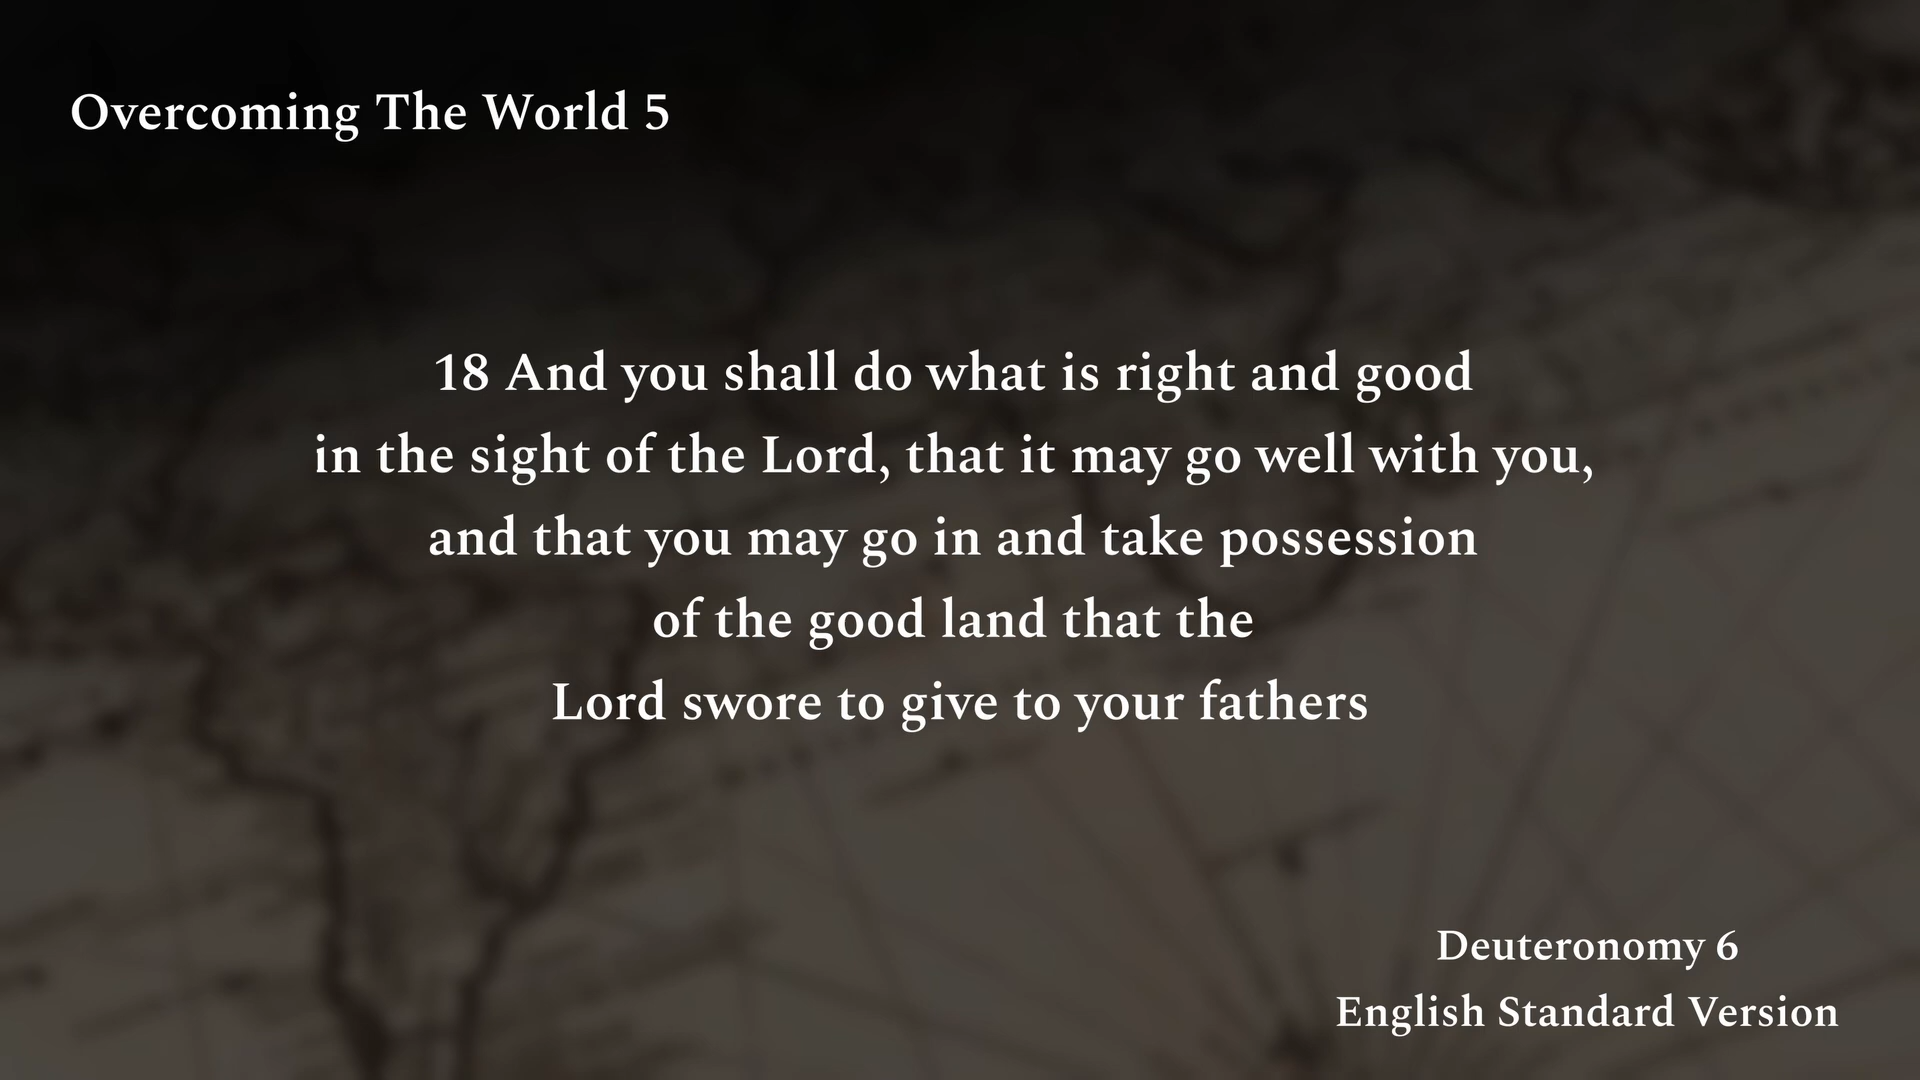 Overcoming The World 5
18 And you shall do what is right and good
in the sight of the Lord, that it may go well with you,
and that you may go in and take possession
of the good land that the
Lord swore to give to your fathers
Deuteronomy 6
English Standard Version